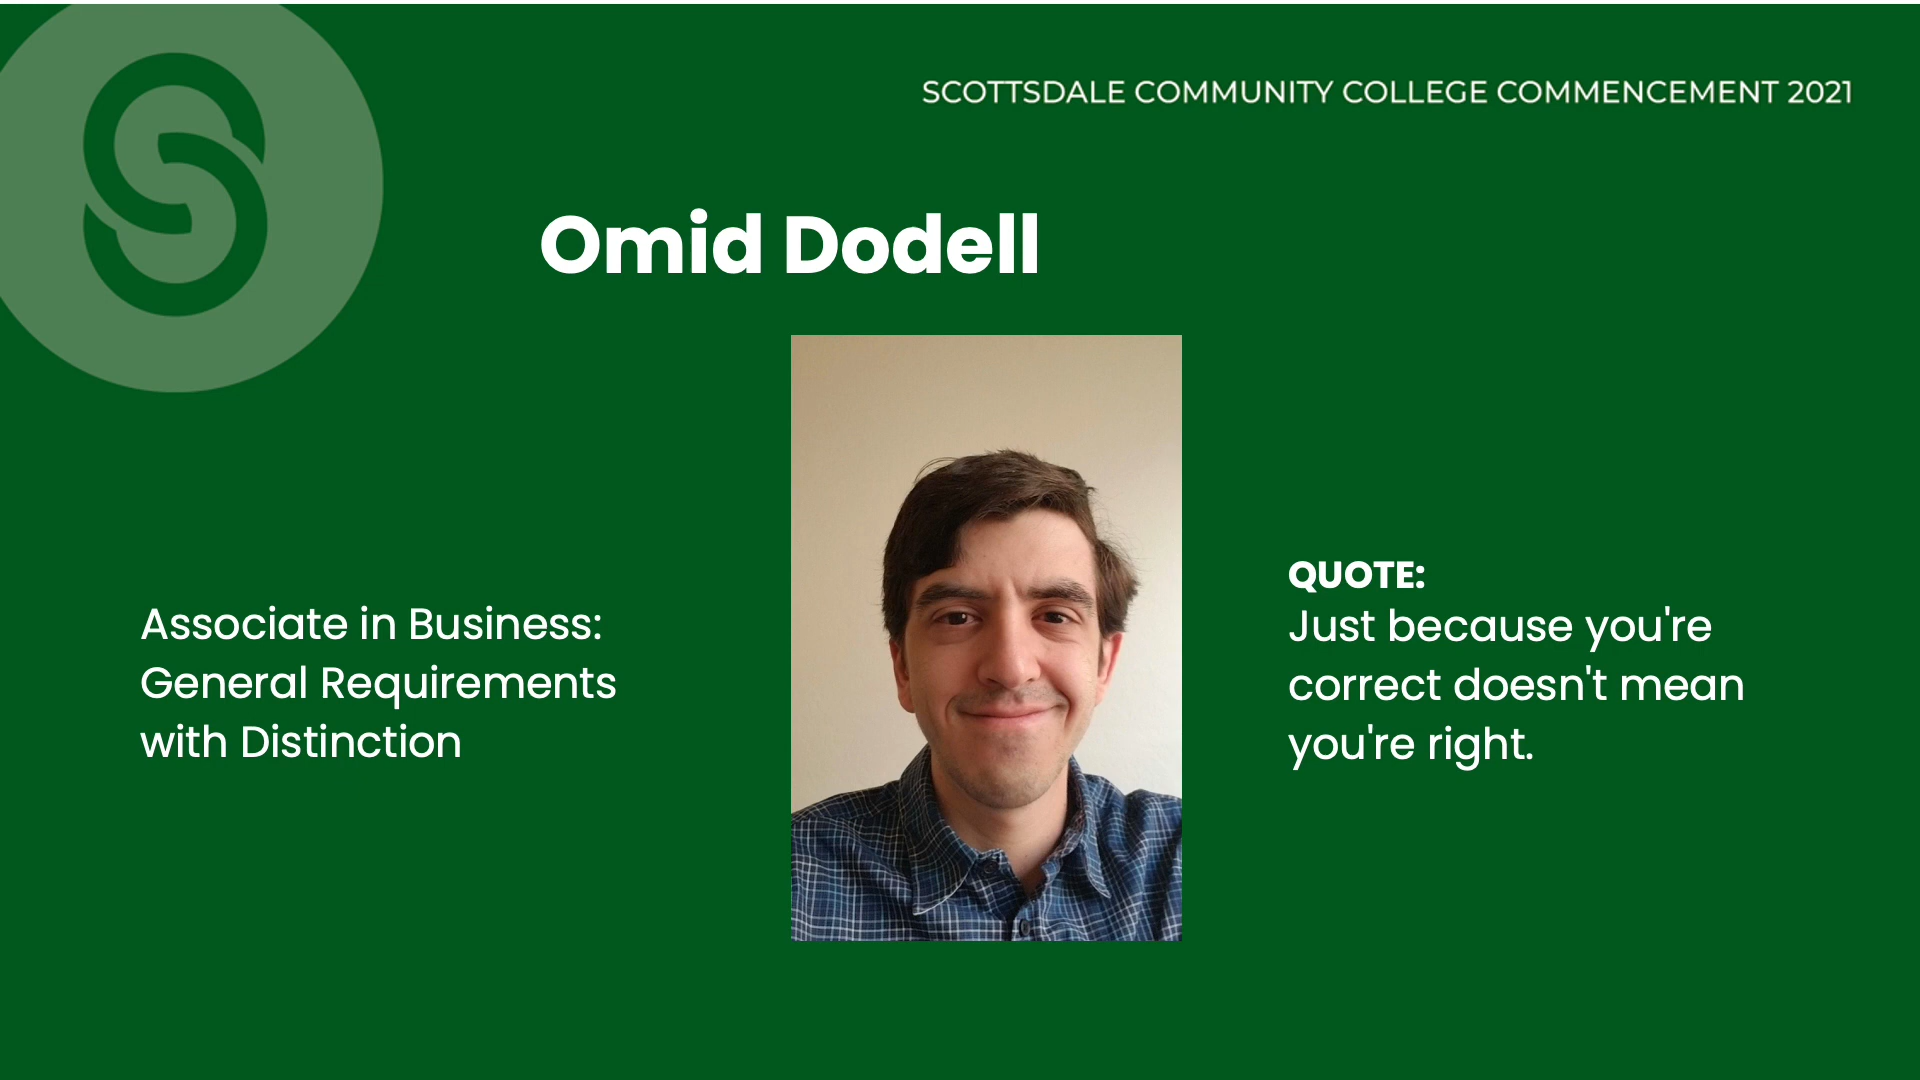 SCOTTSDALE COMMUNITY COLLEGE COMMENCEMENT 2021
Omid Dodell
Associate in Business:
General Requirements
with Distinction
QUOTE:
Just because you're
correct doesn't mean
you're right.